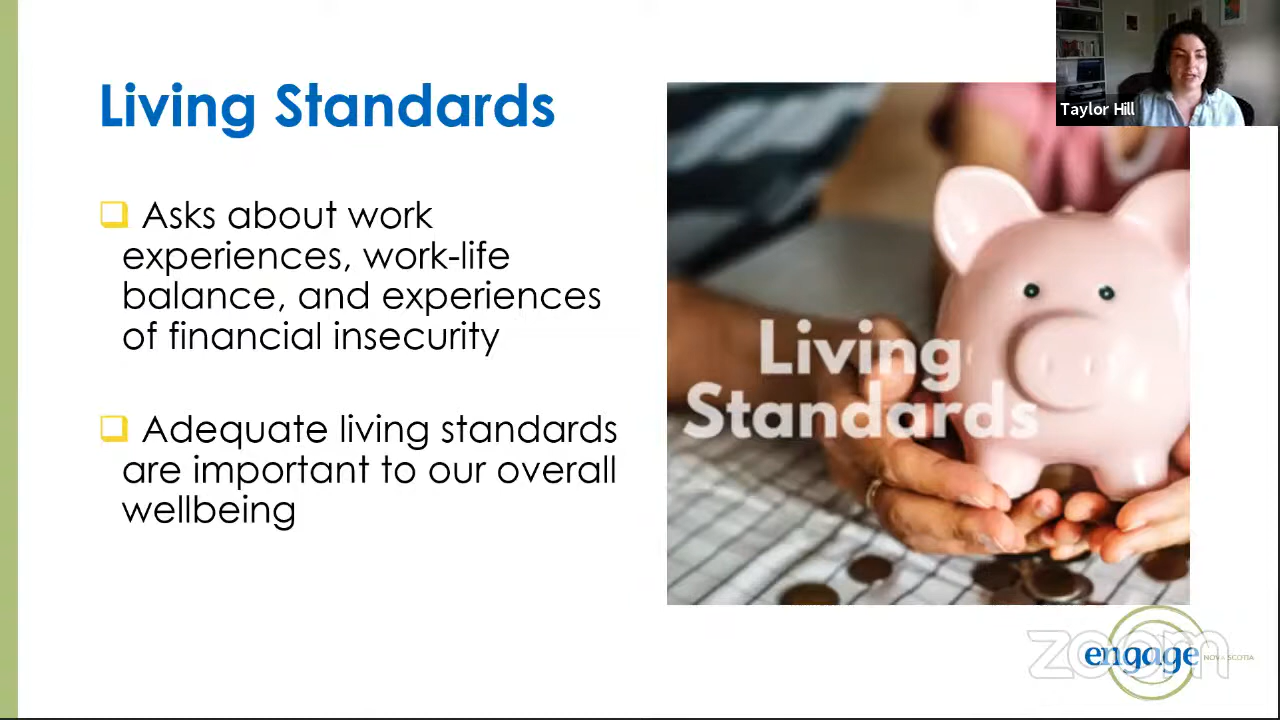 Living Standards
Taylor Hill
Asks about work
experiences, work-life
balance, and experiences
of financial insecurity
Adequate living standards
are important to our overall
wellbeing
Living
Standards
zoom
engage
NOVA SCOTIA